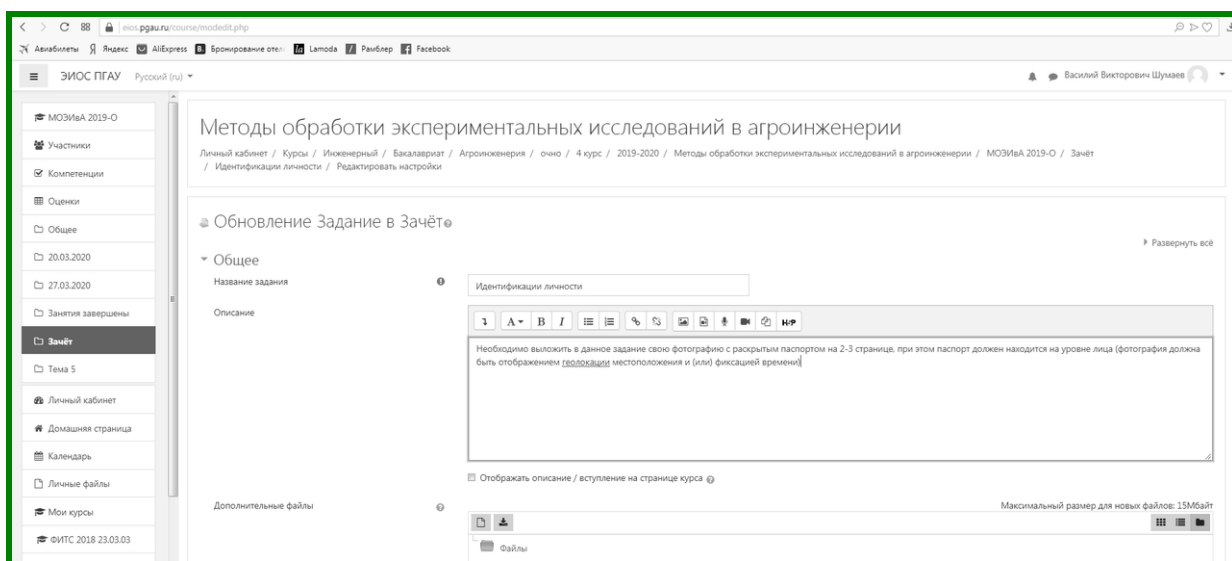 eios.pgau.ru/course/modedit.php
Авиабилеты Яндекс AliExpress Бронирование отел Lamoda Рамблер Facebook
ЭИОС ПГАУ Русский (ru)
Василий Викторович Шумаев
МОЭИвА 2019-О
Участники
Компетенции
Оценки
Общее
20.03.2020
27.03.2020
Занятия завершены
Зачёт
Тема 5
Личный кабинет
Домашняя страница
Календарь
Личные файлы
Мои курсы
ФИТС 2018 23.03.03
Методы обработки экспериментальных исследований в агроинженерии
Личный кабинет / Курсы / Инженерный / Бакалавриат / Агроинженерия / очно / 4 курс / 2019-2020 / Методы обработки экспериментальных исследований в агроинженерии / МОЭИвА 2019-О / Зачёт
/ Идентификации личности / Редактировать настройки
Обновление Задание в Зачёт
Развернуть всё
Общее
Название задания
Идентификации личности
Описание
A B I H-P
Необходимо выложить в данное задание свою фотографию с раскрытым паспортом на 2-3 странице, при этом паспорт должен находится на уровне лица (фотография должна
быть отображением геолокации местоположения и (или) фиксацией времени)
Отображать описание / вступление на странице курса
Дополнительные файлы
Максимальный размер для новых файлов: 15Мбайт
Файлы